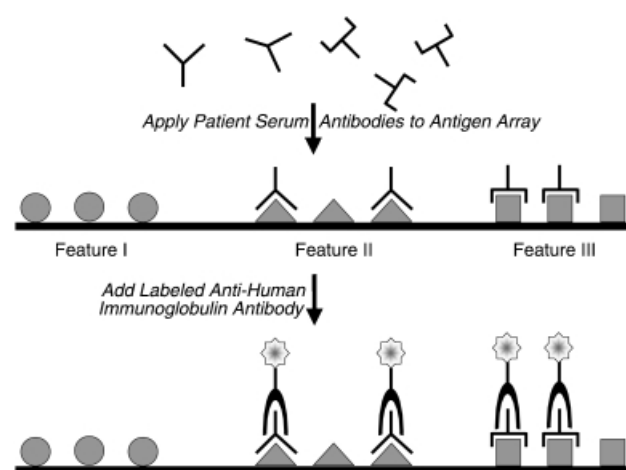 Apply Patient Serum Antibodies to Antigen Array
Feature I
Feature II
Feature III
Add Labeled Anti-Human
Immunoglobulin Antibody